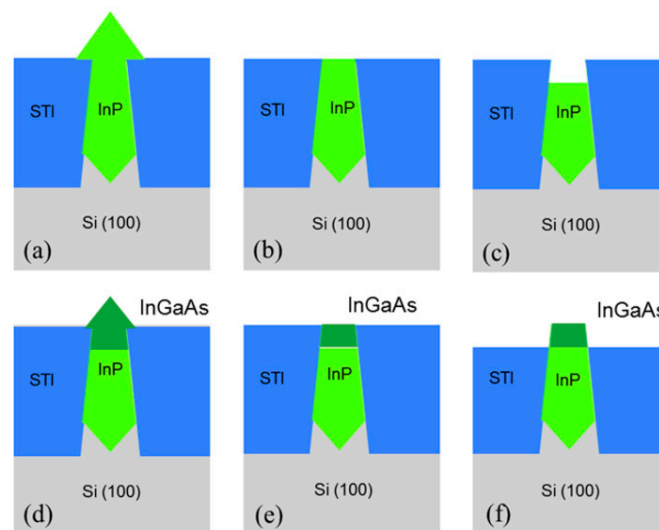 STI
InP
Si (100)
(a)
STI
InP
Si (100)
(b)
STI
InP
Si (100)
(c)
InGaAs
STI
InP
Si (100)
(d)
InGaAs
STI
InP
Si (100)
(e)
InGaAs
STI
InP
Si (100)
(f)